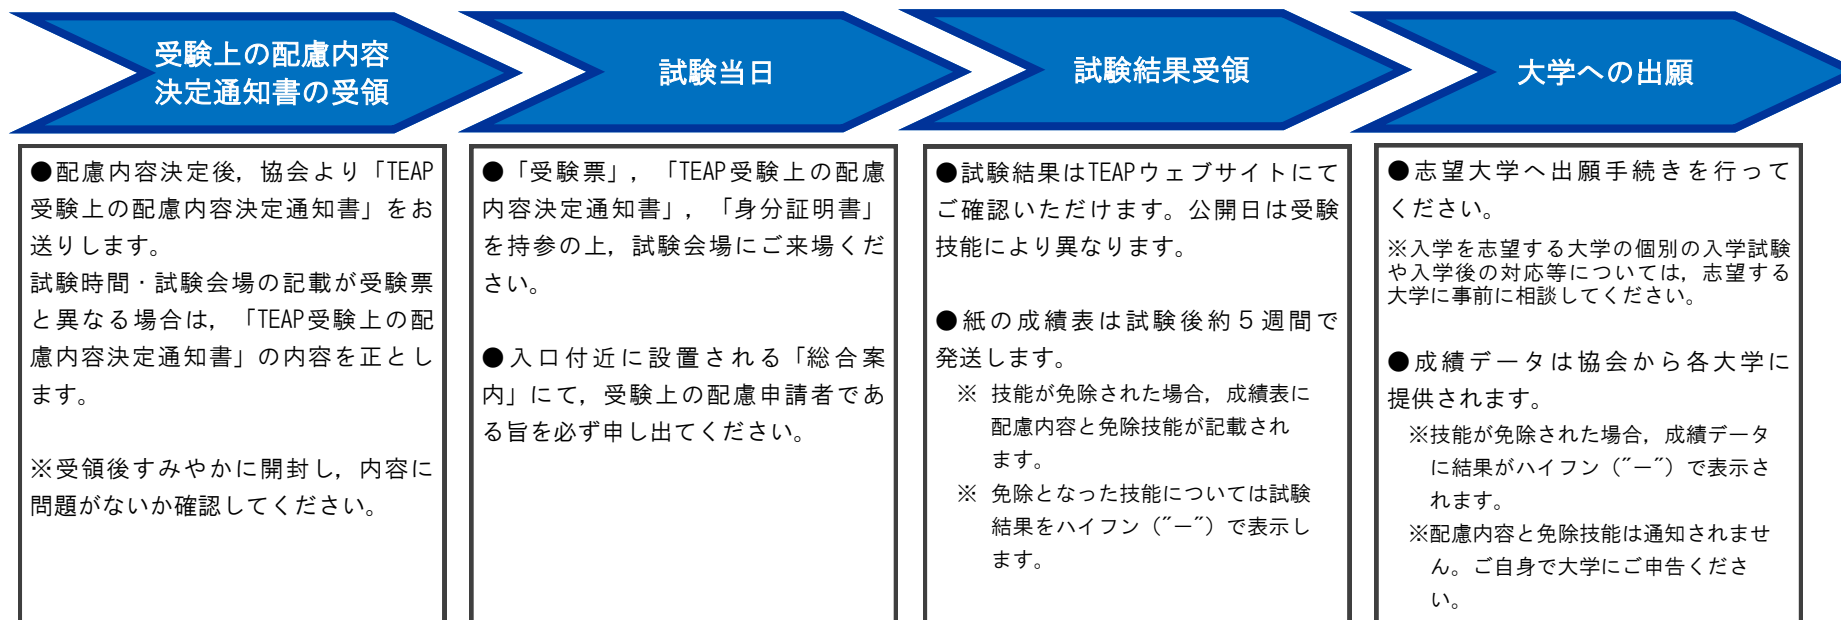 受験上の配慮内容
決定通知書の受領
●配慮内容決定後，協会より「TEAP
受験上の配慮内容決定通知書」をお
送りします。
試験時間・試験会場の記載が受験票
と異なる場合は，「TEAP受験上の配
慮内容決定通知書」の内容を正とし
ます。
※受領後すみやかに開封し，内容に
問題がないか確認してください。
試験当日
●「受験票」，「TEAP受験上の配慮
内容決定通知書」，「身分証明書」
を持参の上，試験会場にご来場くだ
さい。
●入口付近に設置される「総合案
内」にて，受験上の配慮申請者であ
る旨を必ず申し出てください。
試験結果受領
●試験結果はTEAPウェブサイトにて
ご確認いただけます。公開日は受験
技能により異なります。
●紙の成績表は試験後約５週間で
発送します。
※ 技能が免除された場合，成績表に
配慮内容と免除技能が記載され
ます。
※ 免除となった技能については試験
結果をハイフン（″－″）で表示し
ます。
大学への出願
●志望大学へ出願手続きを行って
ください。
※入学を志望する大学の個別の入学試験
や入学後の対応等については，志望する
大学に事前に相談してください。
●成績データは協会から各大学に
提供されます。
※技能が免除された場合，成績データ
に結果がハイフン（″－″）で表示さ
れます。
※配慮内容と免除技能は通知されませ
ん。ご自身で大学にご申告くださ
い。